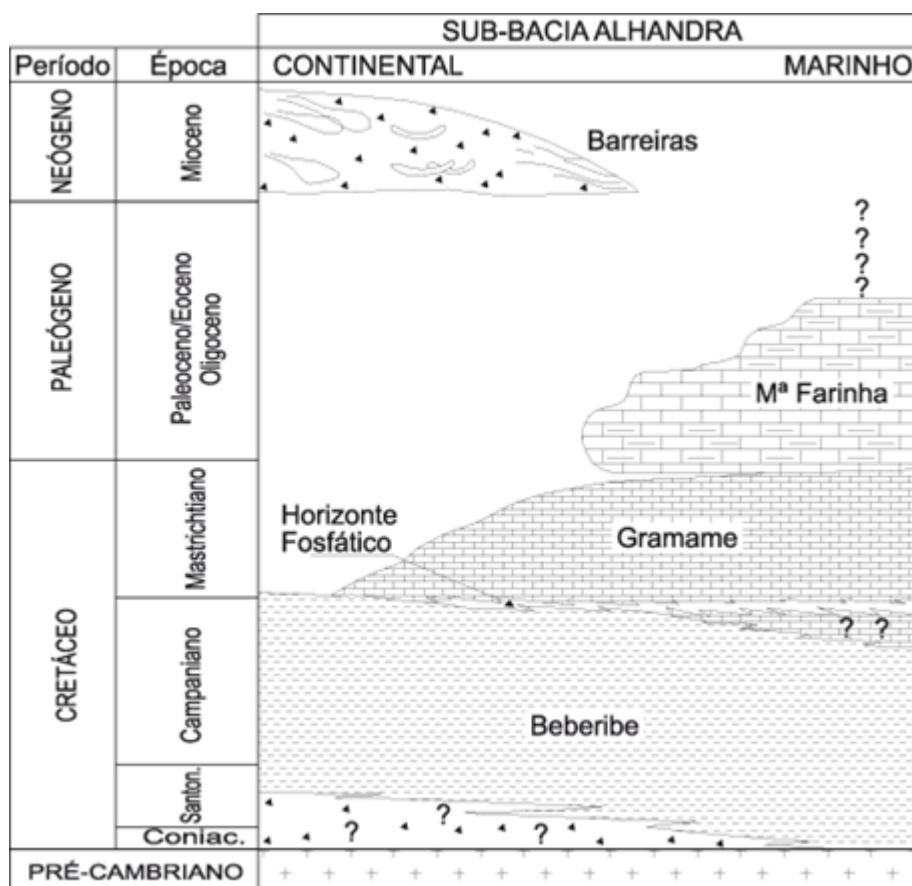 SUB-BACIA ALHANDRA
Período Época CONTINENTAL MARINHO
NEÓGENO
Mioceno
Barreiras
PALEÓGENO
Paleoceno/Eoceno
Oligoceno
?
?
?
?
Mª Farinha
CRETÁCEO
Mastrichtiano
Horizonte
Fosfático
Gramame
Campaniano
? ?
Beberibe
Santon.
?
Coniac.
? ?
PRÉ-CAMBRIANO